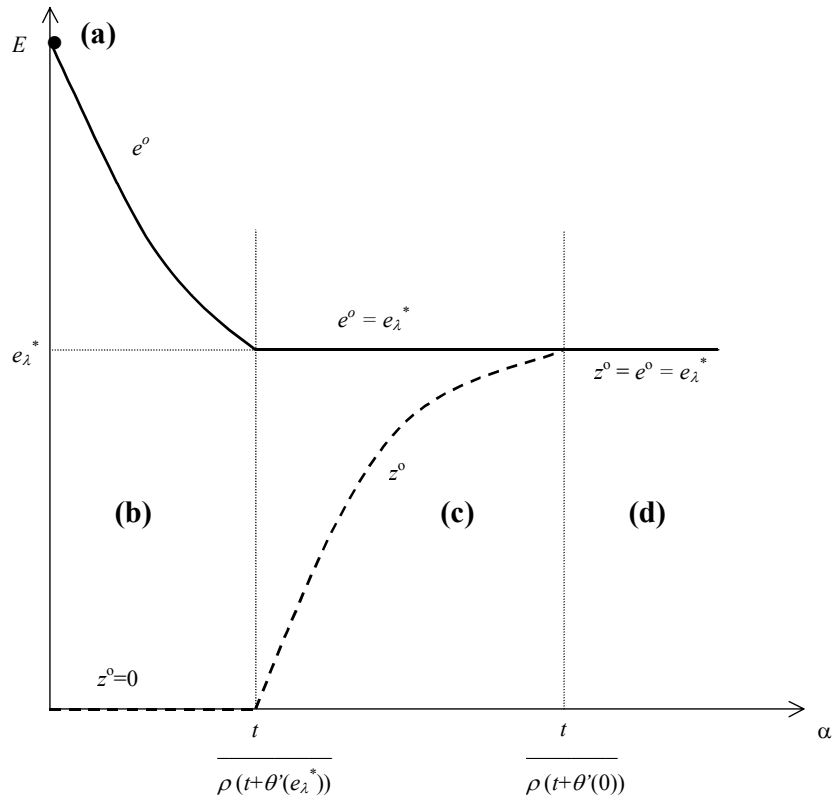 E
(a)
e^o
e^o = e_λ^*
e_λ^*
z^o = e^o = e_λ^*
z^o
(b)
(c)
(d)
z^o=0
t
t
α
ρ (t+θ'(e_λ^*))
ρ (t+θ'(0))